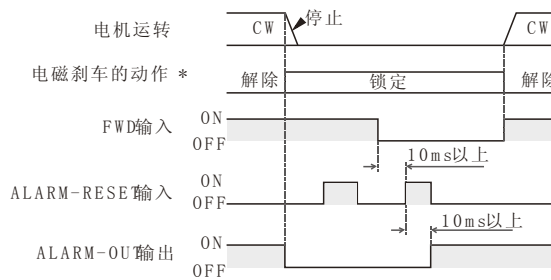 电机运转 CW 停止 CW
电磁刹车的动作 * 解除 锁定 解除
FWD输入 ON
OFF
10ms以上
ALARM-RESET输入 ON
OFF
10ms以上
ALARM-OUT输出 ON
OFF